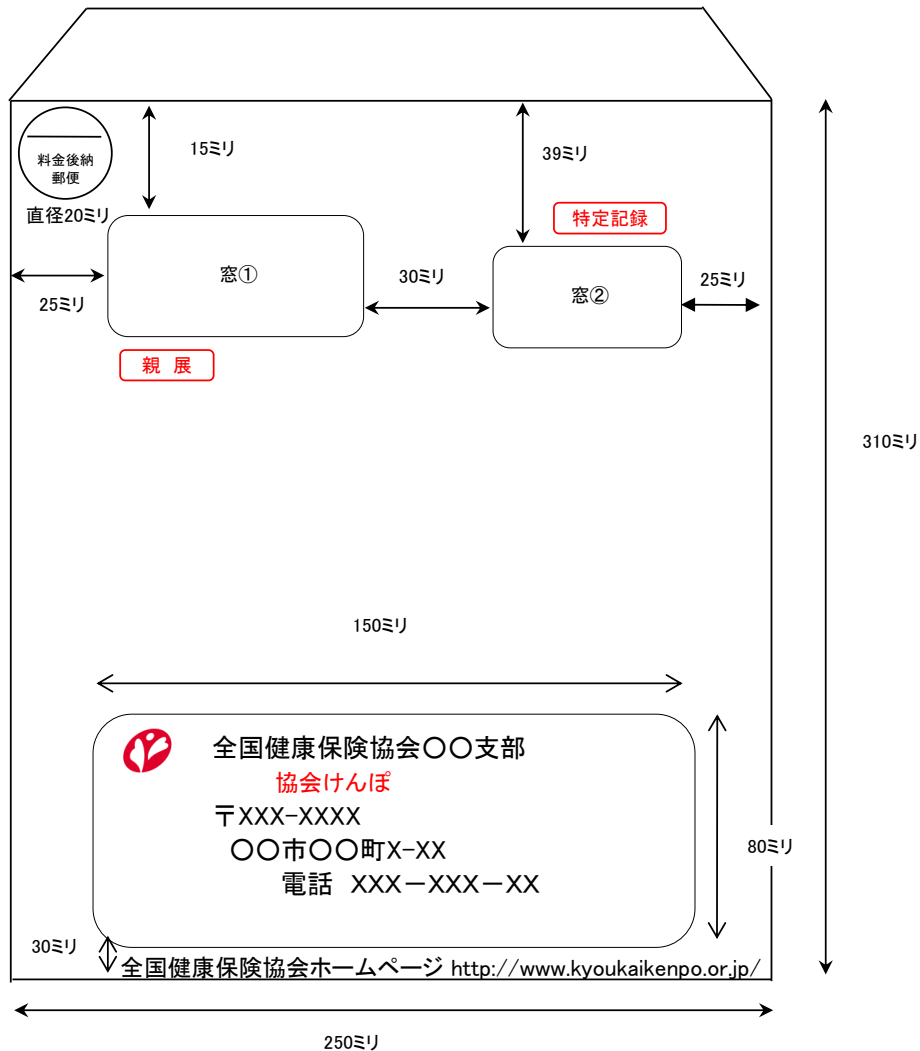 料金後納
郵便
直径20ミリ
15ミリ
39ミリ
特定記録
窓①
窓②
25ミリ
30ミリ
25ミリ
親 展
310ミリ
150ミリ
全国健康保険協会〇〇支部
協会けんぽ
〒XXX-XXXX
〇〇市〇〇町X-XX
電話 XXX－XXX－XX
80ミリ
30ミリ
全国健康保険協会ホームページ http://www.kyoukaikenpo.or.jp/
250ミリ